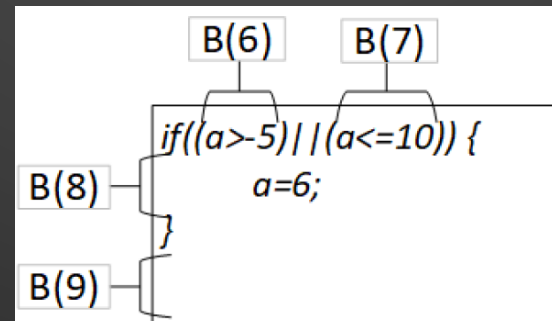 B(6) B(7)
if((a>-5)||(a<=10)) {
B(8) a=6;
}
B(9)